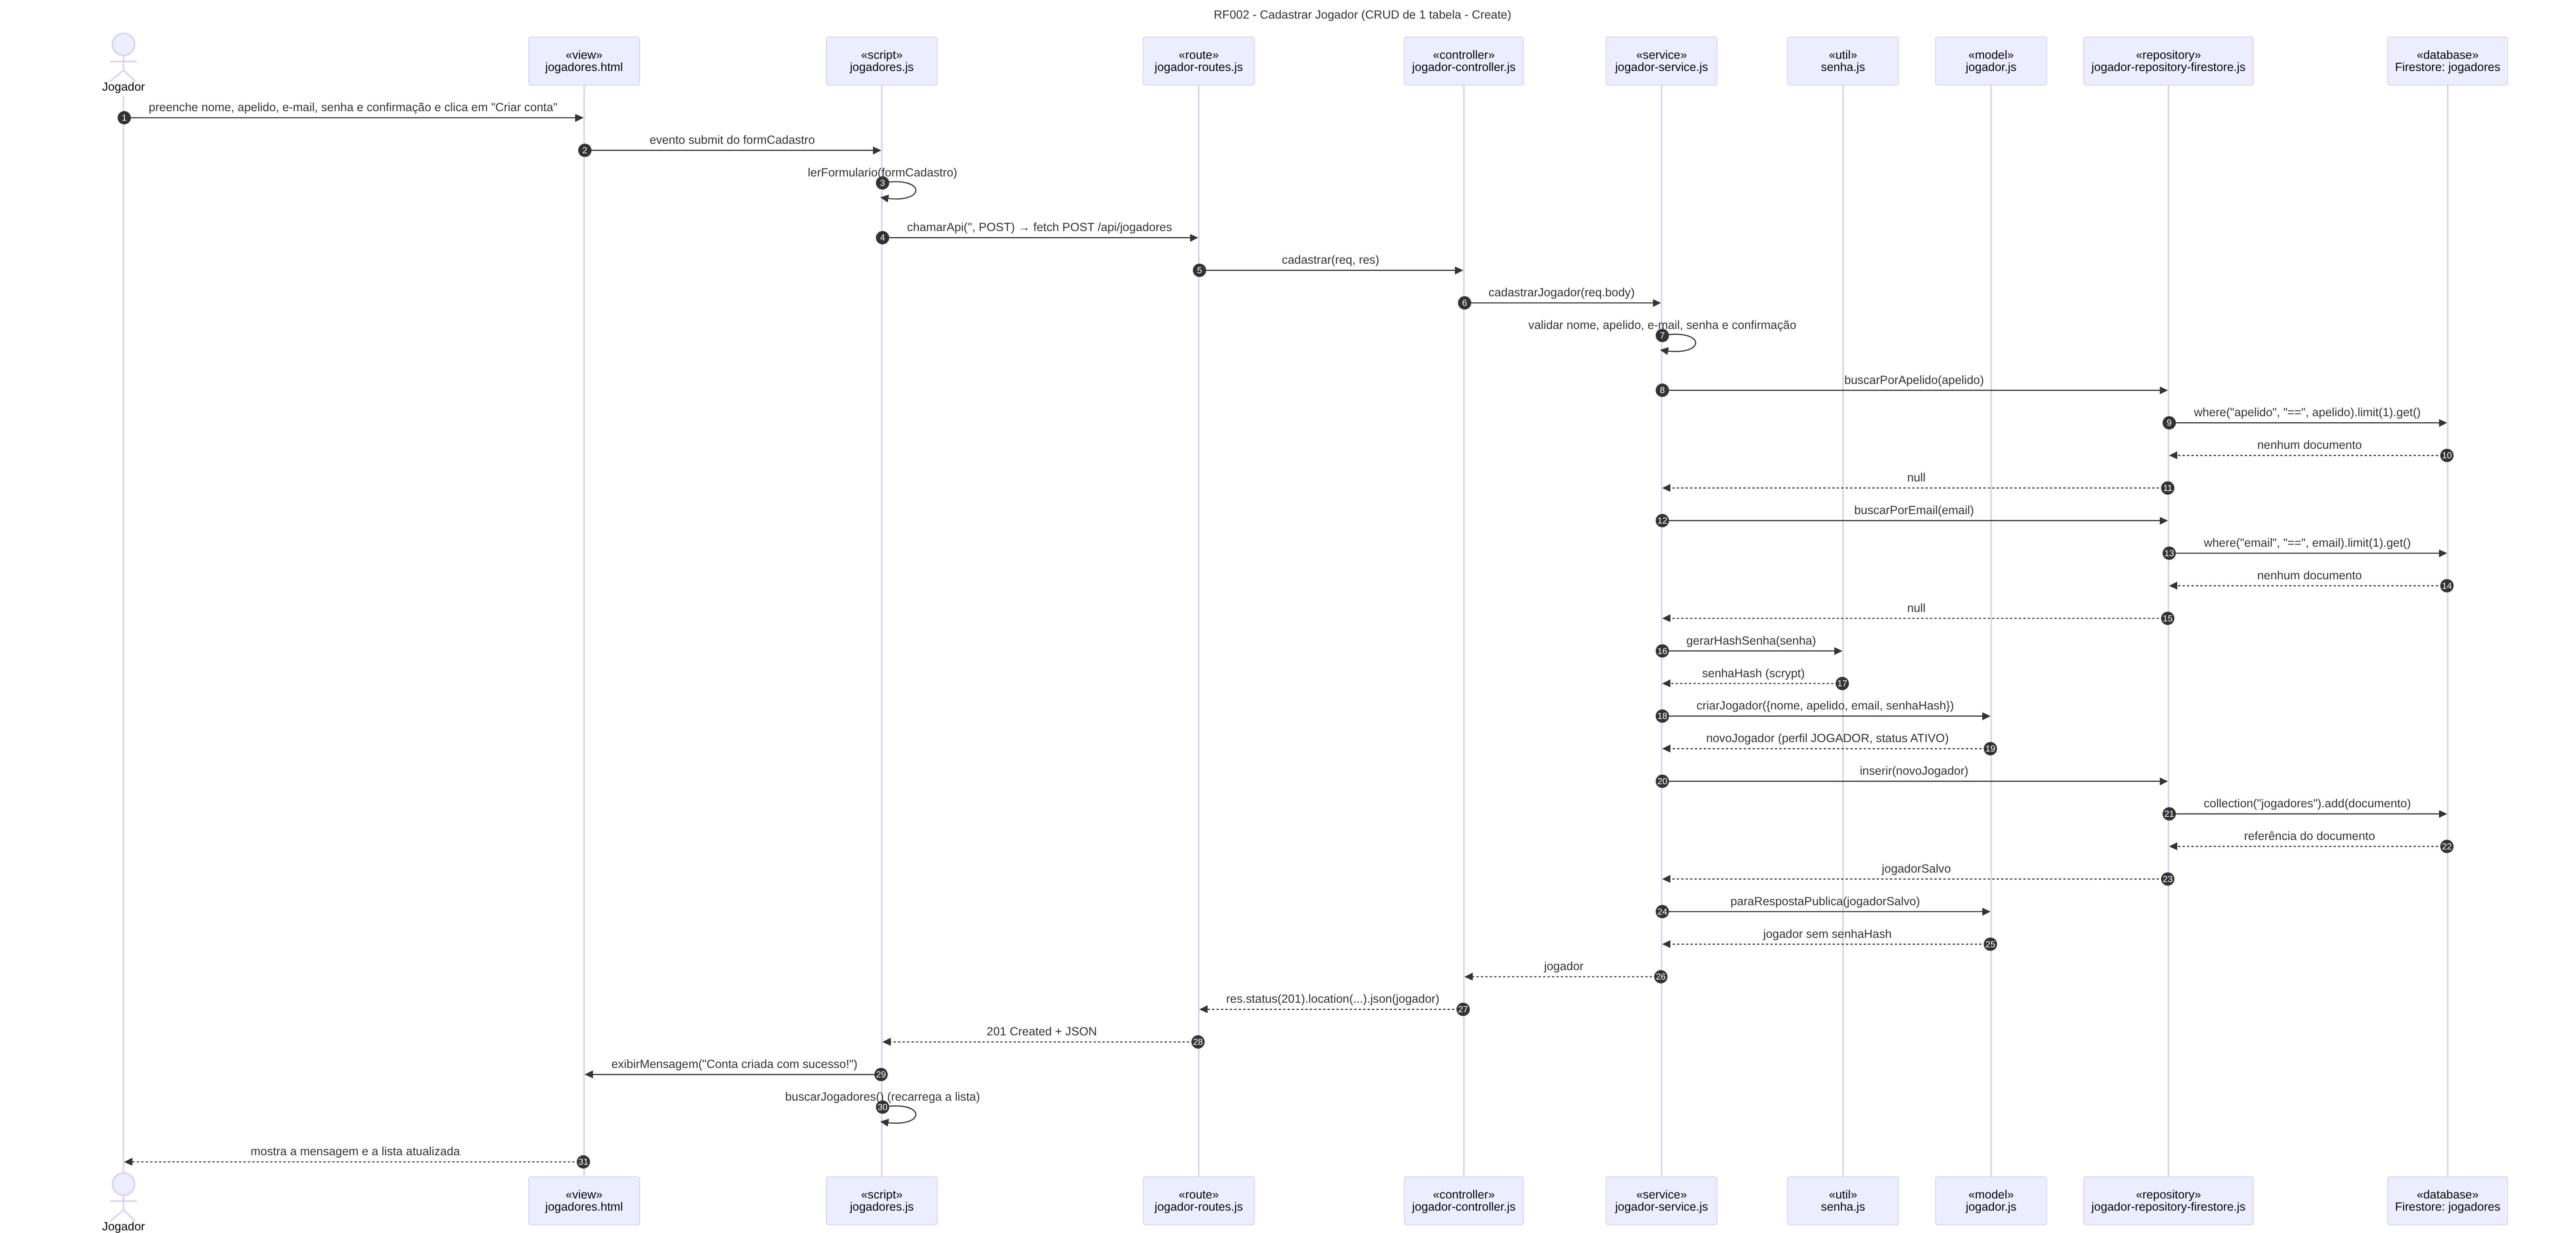 RF002 - Cadastrar Jogador (CRUD de 1 tabela - Create)
Jogador
«view»
jogadores.html
«script»
jogadores.js
«route»
jogador-routes.js
«controller»
jogador-controller.js
«service»
jogador-service.js
«util»
senha.js
«model»
jogador.js
«repository»
jogador-repository-firestore.js
«database»
Firestore: jogadores
1 preenche nome, apelido, e-mail, senha e confirmação e clica em "Criar conta"
2 evento submit do formCadastro
3 lerFormulario(formCadastro)
4 chamarApi('', POST) → fetch POST /api/jogadores
5 cadastrar(req, res)
6 cadastrarJogador(req.body)
7 validar nome, apelido, e-mail, senha e confirmação
8 buscarPorApelido(apelido)
9 where("apelido", "==", apelido).limit(1).get()
10 nenhum documento
11 null
12 buscarPorEmail(email)
13 where("email", "==", email).limit(1).get()
14 nenhum documento
15 null
16 gerarHashSenha(senha)
17 senhaHash (scrypt)
18 criarJogador({nome, apelido, email, senhaHash})
19 novoJogador (perfil JOGADOR, status ATIVO)
20 inserir(novoJogador)
21 collection("jogadores").add(documento)
22 referência do documento
23 jogadorSalvo
24 paraRespostaPublica(jogadorSalvo)
25 jogador sem senhaHash
26 jogador
27 res.status(201).location(...).json(jogador)
28 201 Created + JSON
29 exibirMensagem("Conta criada com sucesso!")
30 buscarJogadores() (recarrega a lista)
31 mostra a mensagem e a lista atualizada
Jogador
«view»
jogadores.html
«script»
jogadores.js
«route»
jogador-routes.js
«controller»
jogador-controller.js
«service»
jogador-service.js
«util»
senha.js
«model»
jogador.js
«repository»
jogador-repository-firestore.js
«database»
Firestore: jogadores